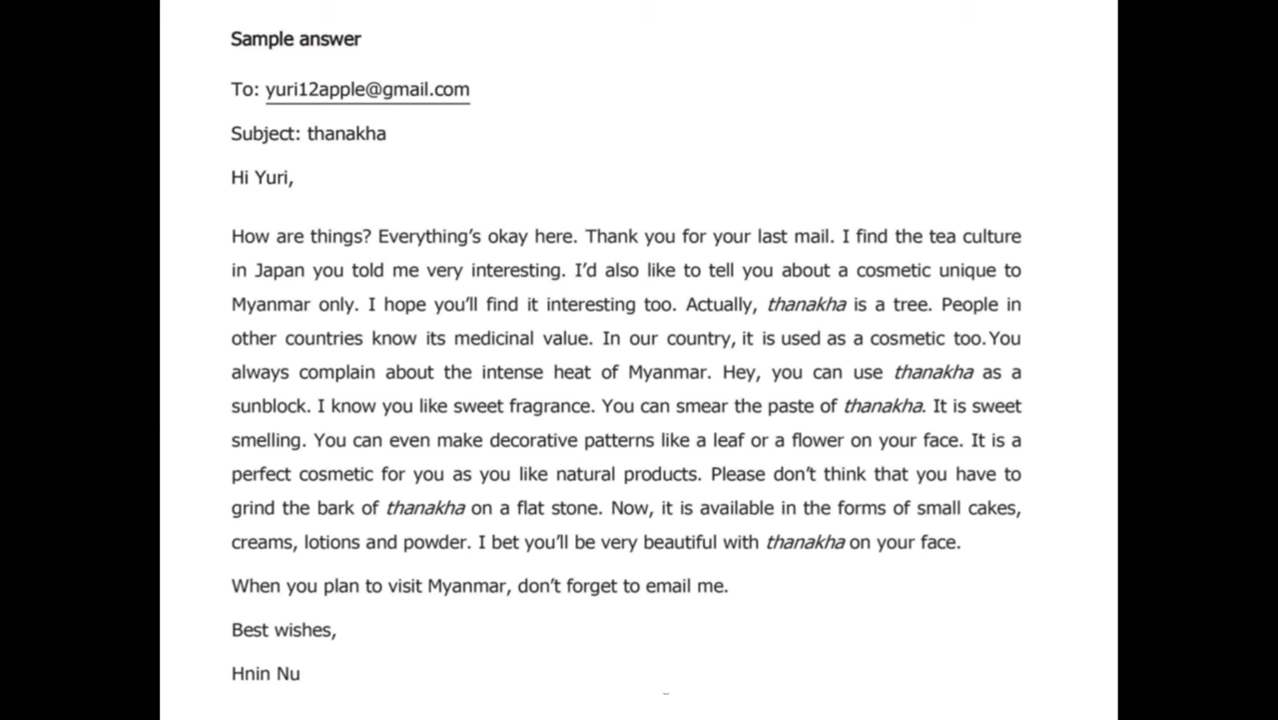 Sample answer
To: yuri12apple@gmail.com
Subject: thanakha
Hi Yuri,
How are things? Everything’s okay here. Thank you for your last mail. I find the tea culture
in Japan you told me very interesting. I’d also like to tell you about a cosmetic unique to
Myanmar only. I hope you’ll find it interesting too. Actually, thanakha is a tree. People in
other countries know its medicinal value. In our country, it is used as a cosmetic too. You
always complain about the intense heat of Myanmar. Hey, you can use thanakha as a
sunblock. I know you like sweet fragrance. You can smear the paste of thanakha. It is sweet
smelling. You can even make decorative patterns like a leaf or a flower on your face. It is a
perfect cosmetic for you as you like natural products. Please don’t think that you have to
grind the bark of thanakha on a flat stone. Now, it is available in the forms of small cakes,
creams, lotions and powder. I bet you’ll be very beautiful with thanakha on your face.
When you plan to visit Myanmar, don’t forget to email me.
Best wishes,
Hnin Nu